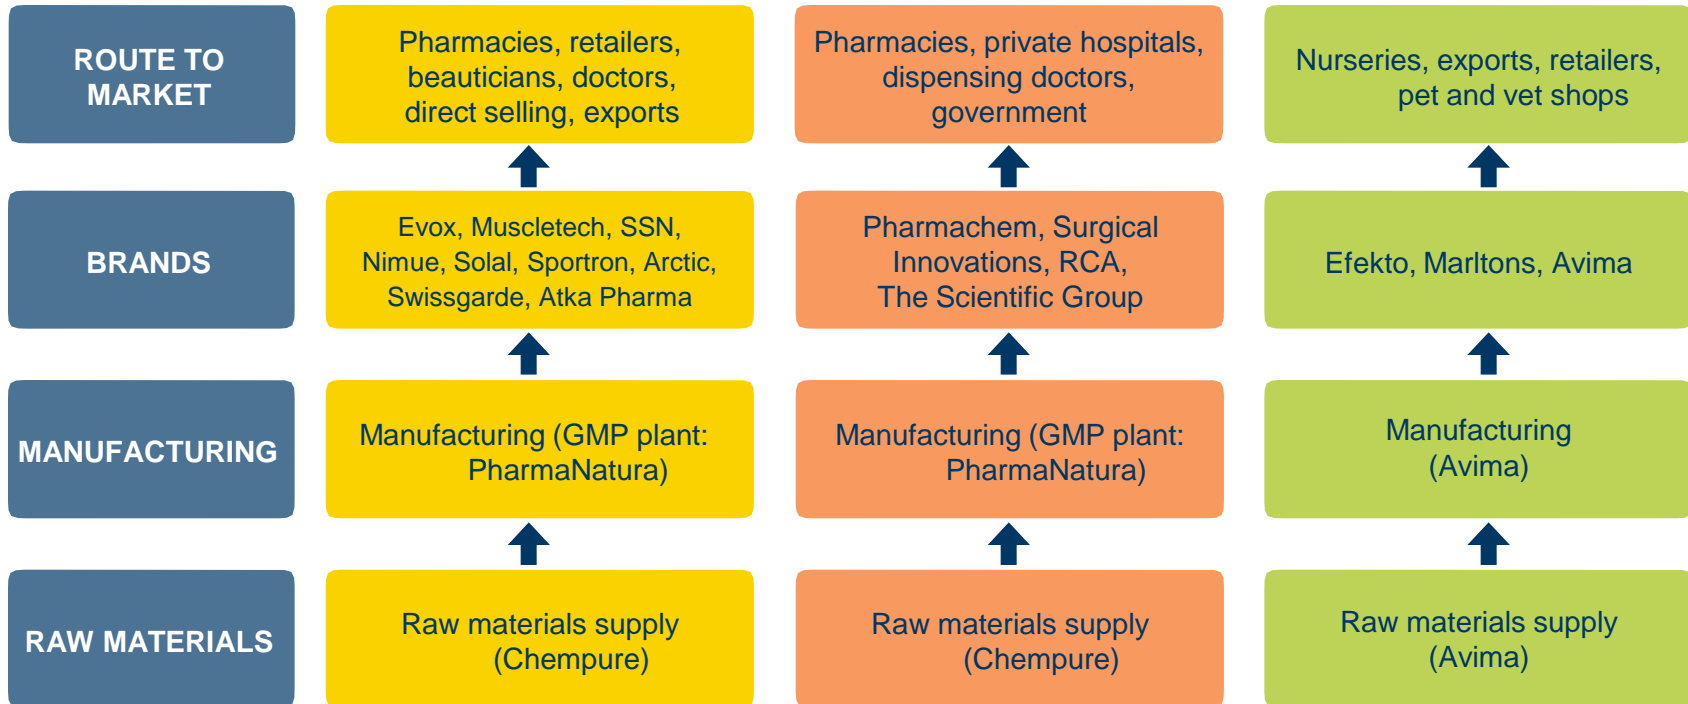 ROUTE TO
MARKET
Pharmacies, retailers,
beauticians, doctors,
direct selling, exports
Pharmacies, private hospitals,
dispensing doctors,
government
Nurseries, exports, retailers,
pet and vet shops
BRANDS
Evox, Muscletech, SSN,
Nimue, Solal, Sportron, Arctic,
Swissgarde, Atka Pharma
Pharmachem, Surgical
Innovations, RCA,
The Scientific Group
Efekto, Marltons, Avima
MANUFACTURING
Manufacturing (GMP plant:
PharmaNatura)
Manufacturing (GMP plant:
PharmaNatura)
Manufacturing
(Avima)
RAW MATERIALS
Raw materials supply
(Chempure)
Raw materials supply
(Chempure)
Raw materials supply
(Avima)